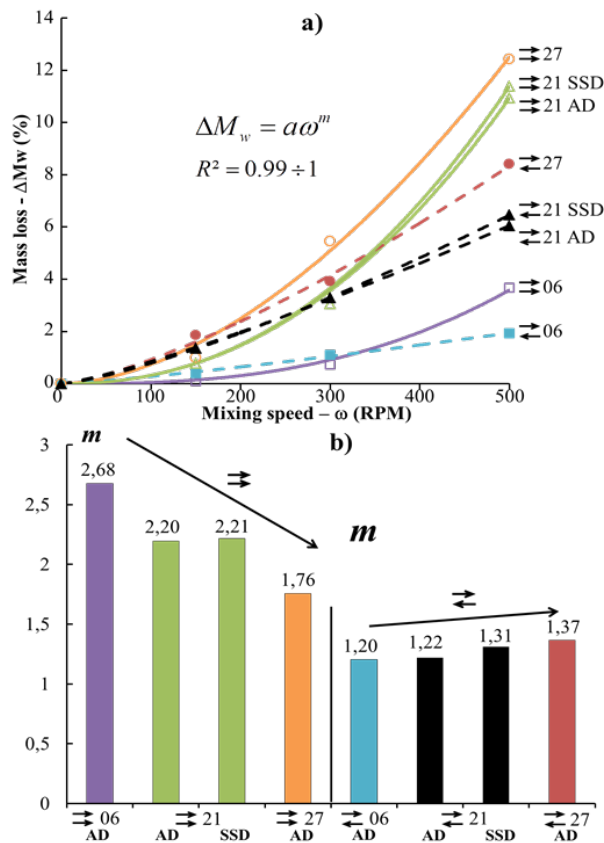 a)
14
12
10
8
6
4
2
0
Mass loss - ΔMw (%)
ΔM_w = aω^m
R² = 0.99 ÷ 1
⇉ 27
⇉ 21 SSD
⇉ 21 AD
⇄ 27
⇄ 21 SSD
⇄ 21 AD
⇉ 06
⇄ 06
0 100 200 300 400 500
Mixing speed – ω (RPM)
b)
3
2,5
2
1,5
1
0,5
0
m
⇉
2,68
2,20
2,21
1,76
m
⇄
1,20
1,22
1,31
1,37
⇉ 06 ⇉ 21 ⇉ 27 ⇄ 06 ⇄ 21 ⇄ 27
AD AD SSD AD AD AD SSD AD